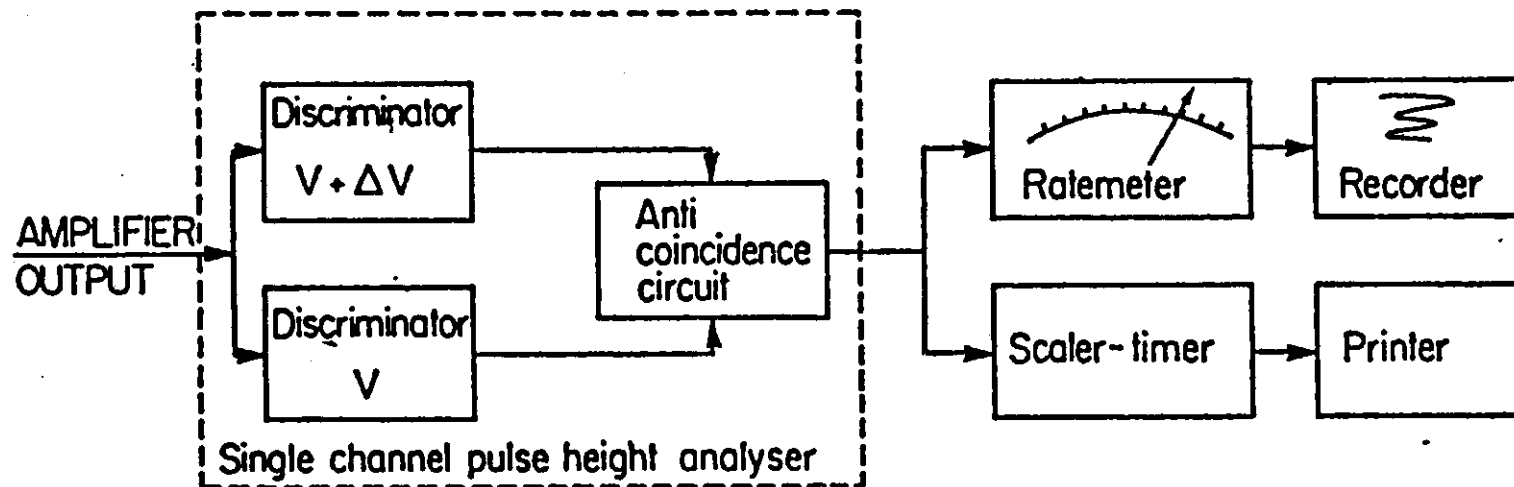 AMPLIFIER
OUTPUT
Discriminator
V + ΔV
Discriminator
V
Anti
coincidence
circuit
Single channel pulse height analyser
Ratemeter
Recorder
Scaler-timer
Printer